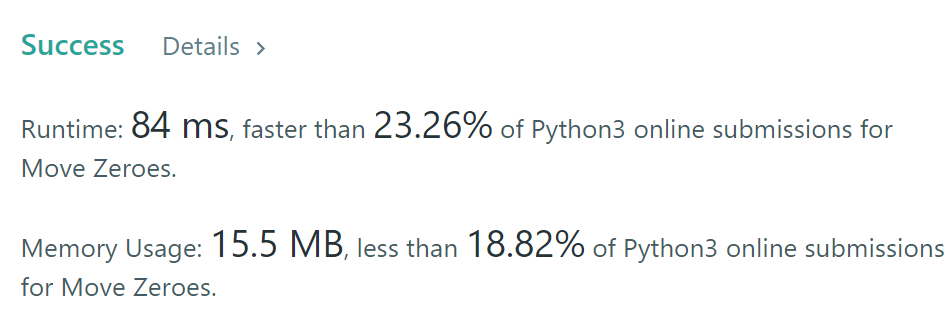 Success Details >
Runtime: 84 ms, faster than 23.26% of Python3 online submissions for
Move Zeroes.
Memory Usage: 15.5 MB, less than 18.82% of Python3 online submissions
for Move Zeroes.